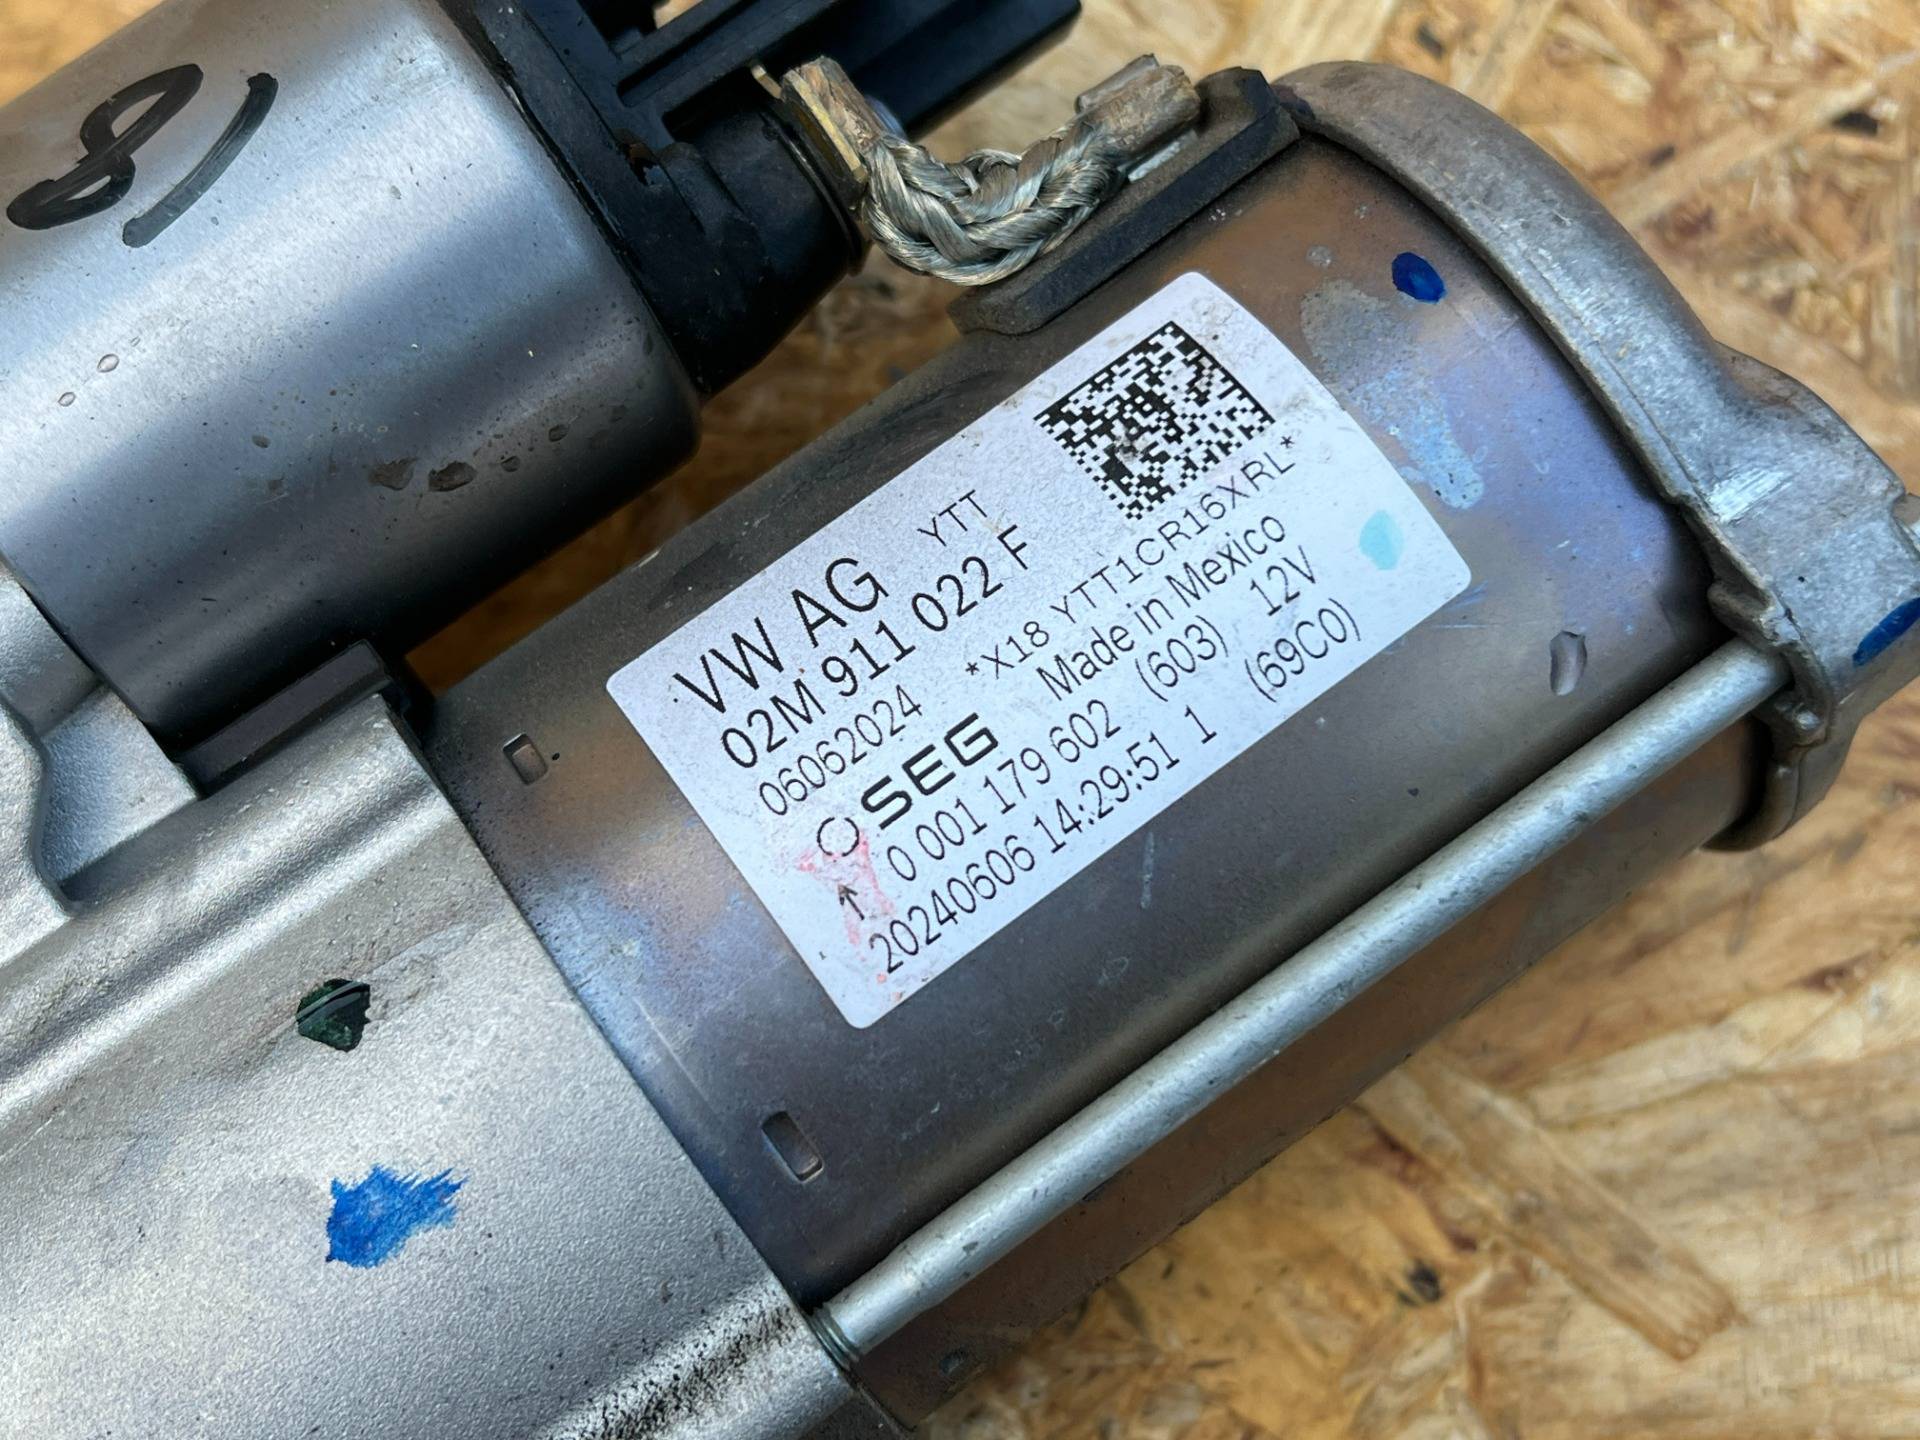 YTT
VW AG
02M 911 022 F
06062024
*X18 YTT1CR16XRL*
SEG
Made in Mexico
0 001 179 602 (603) 12V
20240606 14:29:51 1 (69C0)